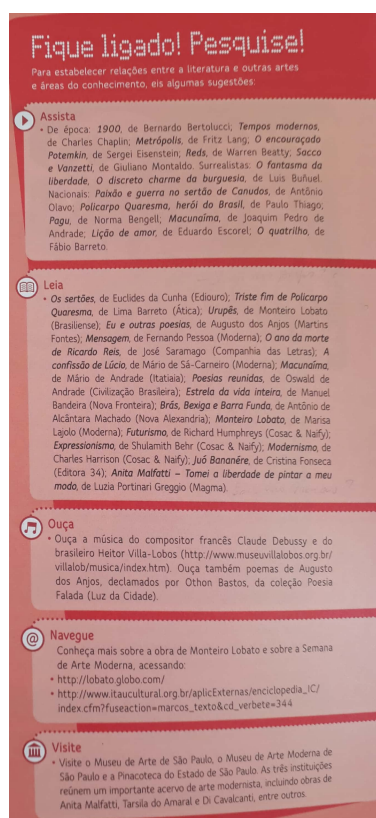 Fique ligado! Pesquise!
Para estabelecer relações entre a literatura e outras artes
e áreas do conhecimento, eis algumas sugestões:
Assista
• De época: 1900, de Bernardo Bertolucci; Tempos modernos,
de Charles Chaplin; Metrópolis, de Fritz Lang; O encouraçado
Potemkin, de Sergei Eisenstein; Reds, de Warren Beatty; Sacco
e Vanzetti, de Giuliano Montaldo. Surrealistas: O fantasma da
liberdade, O discreto charme da burguesia, de Luis Buñuel.
Nacionais: Paixão e guerra no sertão de Canudos, de Antônio
Olavo; Policarpo Quaresma, herói do Brasil, de Paulo Thiago;
Pagu, de Norma Bengell; Macunaíma, de Joaquim Pedro de
Andrade; Lição de amor, de Eduardo Escorel; O quatrilho, de
Fábio Barreto.
Leia
• Os sertões, de Euclides da Cunha (Ediouro); Triste fim de Policarpo
Quaresma, de Lima Barreto (Ática); Urupês, de Monteiro Lobato
(Brasiliense); Eu e outras poesias, de Augusto dos Anjos (Martins
Fontes); Mensagem, de Fernando Pessoa (Moderna); O ano da morte
de Ricardo Reis, de José Saramago (Companhia das Letras); A
confissão de Lúcio, de Mário de Sá-Carneiro (Moderna); Macunaíma,
de Mário de Andrade (Itatiaia); Poesias reunidas, de Oswald de
Andrade (Civilização Brasileira); Estrela da vida inteira, de Manuel
Bandeira (Nova Fronteira); Brás, Bexiga e Barra Funda, de Antônio de
Alcântara Machado (Nova Alexandria); Monteiro Lobato, de Marisa
Lajolo (Moderna); Futurismo, de Richard Humphreys (Cosac & Naify);
Expressionismo, de Shulamith Behr (Cosac & Naify); Modernismo, de
Charles Harrison (Cosac & Naify); Juó Bananére, de Cristina Fonseca
(Editora 34); Anita Malfatti – Tomei a liberdade de pintar a meu
modo, de Luzia Portinari Greggio (Magma).
Ouça
• Ouça a música do compositor francês Claude Debussy e do
brasileiro Heitor Villa-Lobos (http://www.museuvillalobos.org.br/
villalob/musica/index.htm). Ouça também poemas de Augusto
dos Anjos, declamados por Othon Bastos, da coleção Poesia
Falada (Luz da Cidade).
@ Navegue
Conheça mais sobre a obra de Monteiro Lobato e sobre a Semana
de Arte Moderna, acessando:
• http://lobato.globo.com/
• http://www.itaucultural.org.br/aplicExternas/enciclopedia_IC/
index.cfm?fuseaction=marcos_texto&cd_verbete=344
Visite
• Visite o Museu de Arte de São Paulo, o Museu de Arte Moderna de
São Paulo e a Pinacoteca do Estado de São Paulo. As três instituições
reúnem um importante acervo de arte modernista, incluindo obras de
Anita Malfatti, Tarsila do Amaral e Di Cavalcanti, entre outros.